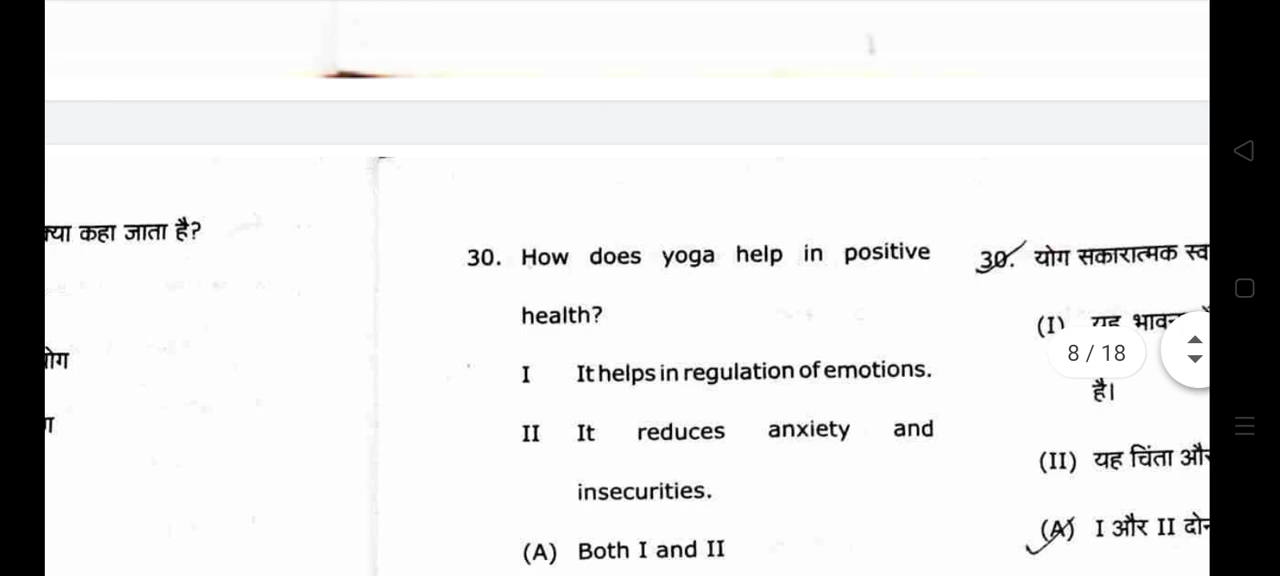 क्या कहा जाता है?
30. How does yoga help in positive
health?
I It helps in regulation of emotions.
II It reduces anxiety and
insecurities.
(A) Both I and II
30. योग सकारात्मक
(I) यह
8 / 18
है।
(II) यह चिंता
(A) I और II